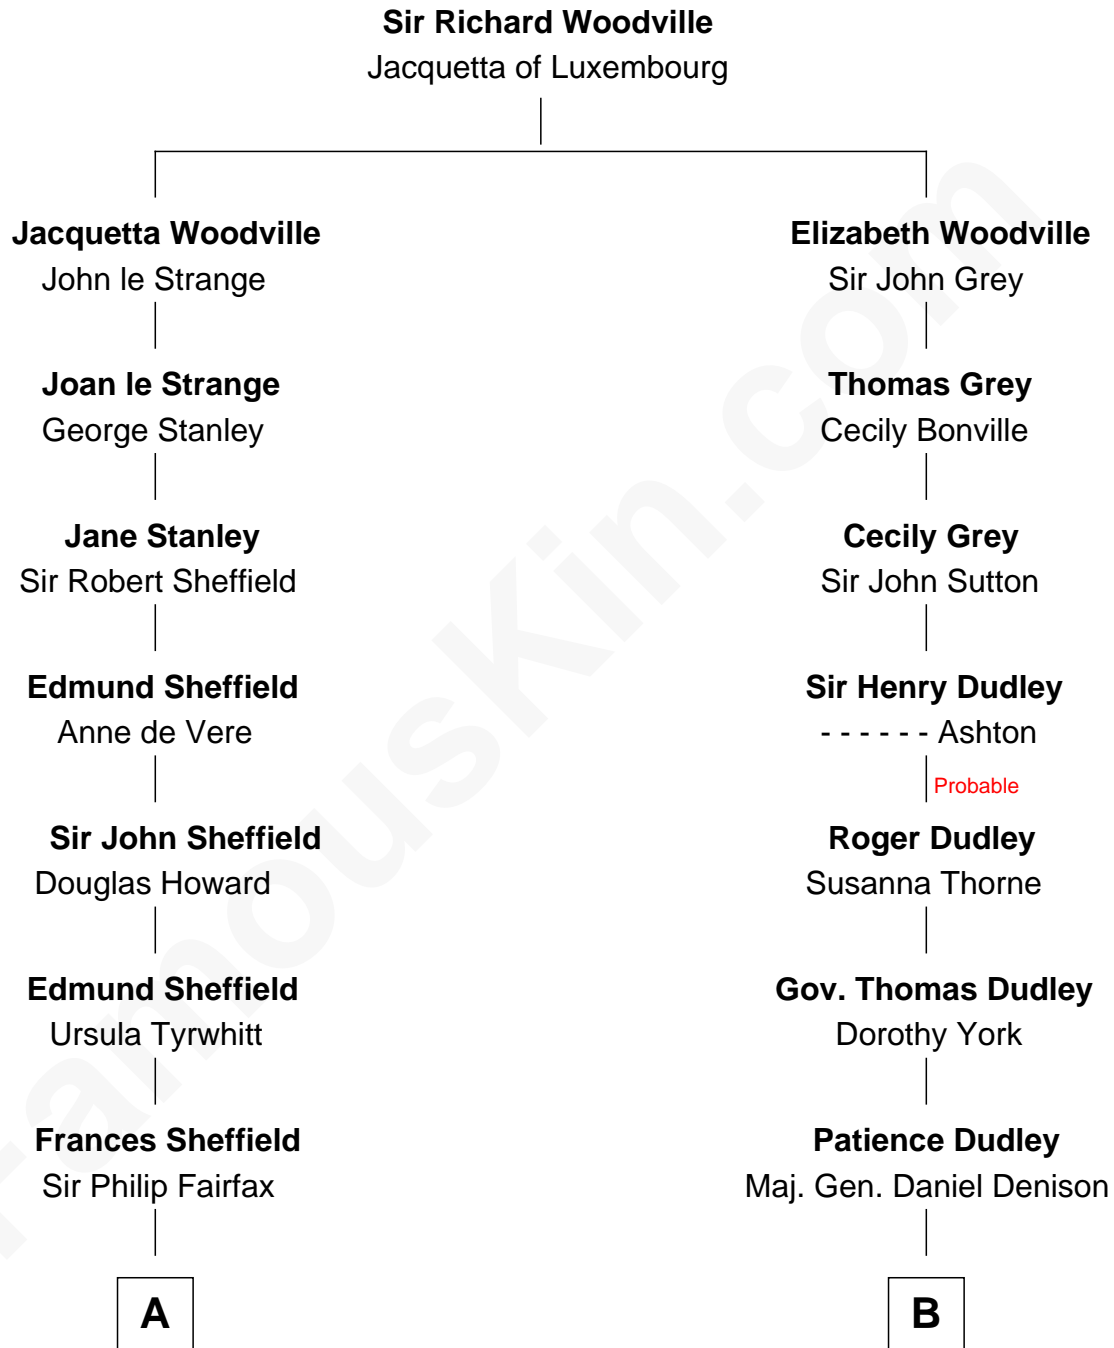 Sir Richard Woodville
Jacquetta of Luxembourg
Jacquetta Woodville
John le Strange
Elizabeth Woodville
Sir John Grey
Joan le Strange
George Stanley
Thomas Grey
Cecily Bonville
Jane Stanley
Sir Robert Sheffield
Cecily Grey
Sir John Sutton
Edmund Sheffield
Anne de Vere
Sir Henry Dudley
- - - - - - Ashton
Probable
Sir John Sheffield
Douglas Howard
Roger Dudley
Susanna Thorne
Edmund Sheffield
Ursula Tyrwhitt
Gov. Thomas Dudley
Dorothy York
Frances Sheffield
Sir Philip Fairfax
Patience Dudley
Maj. Gen. Daniel Denison
A
B
FamousKin.com